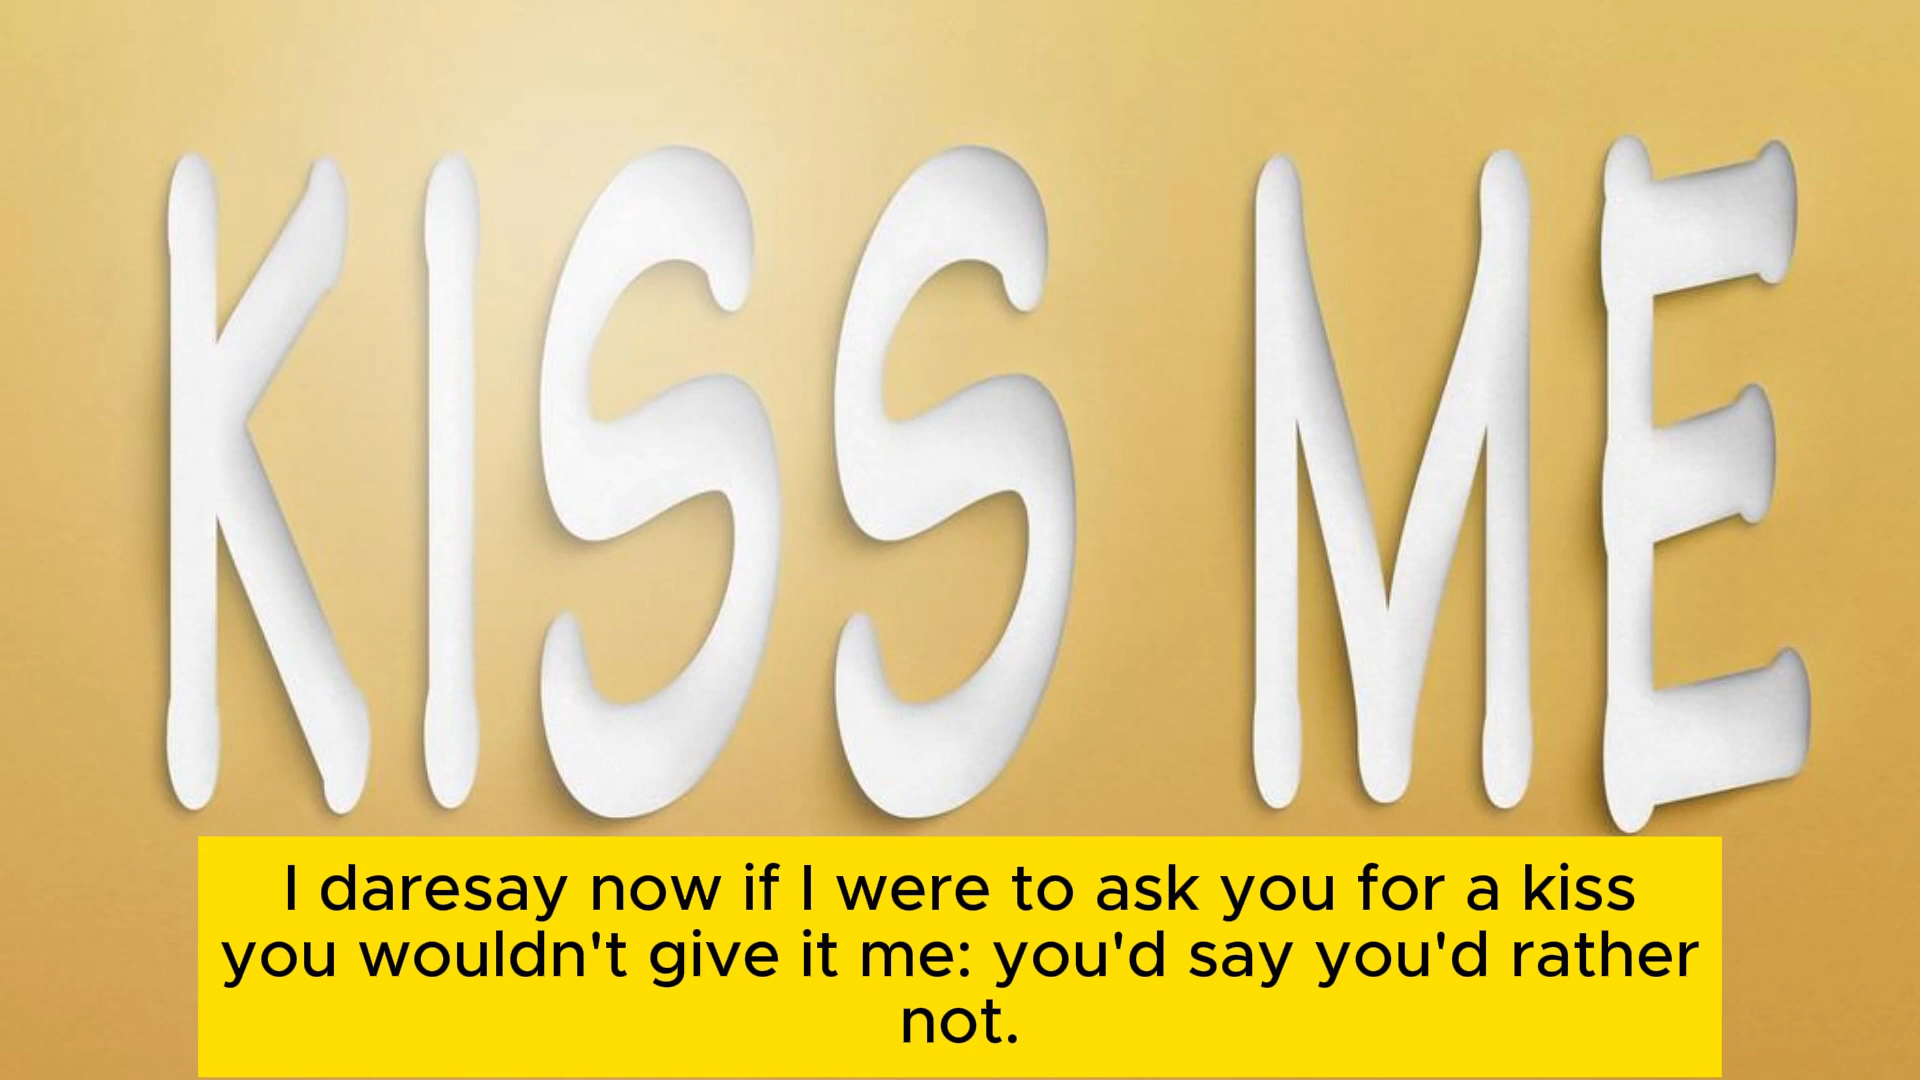 KISS ME
I daresay now if I were to ask you for a kiss
you wouldn't give it me: you'd say you'd rather
not.